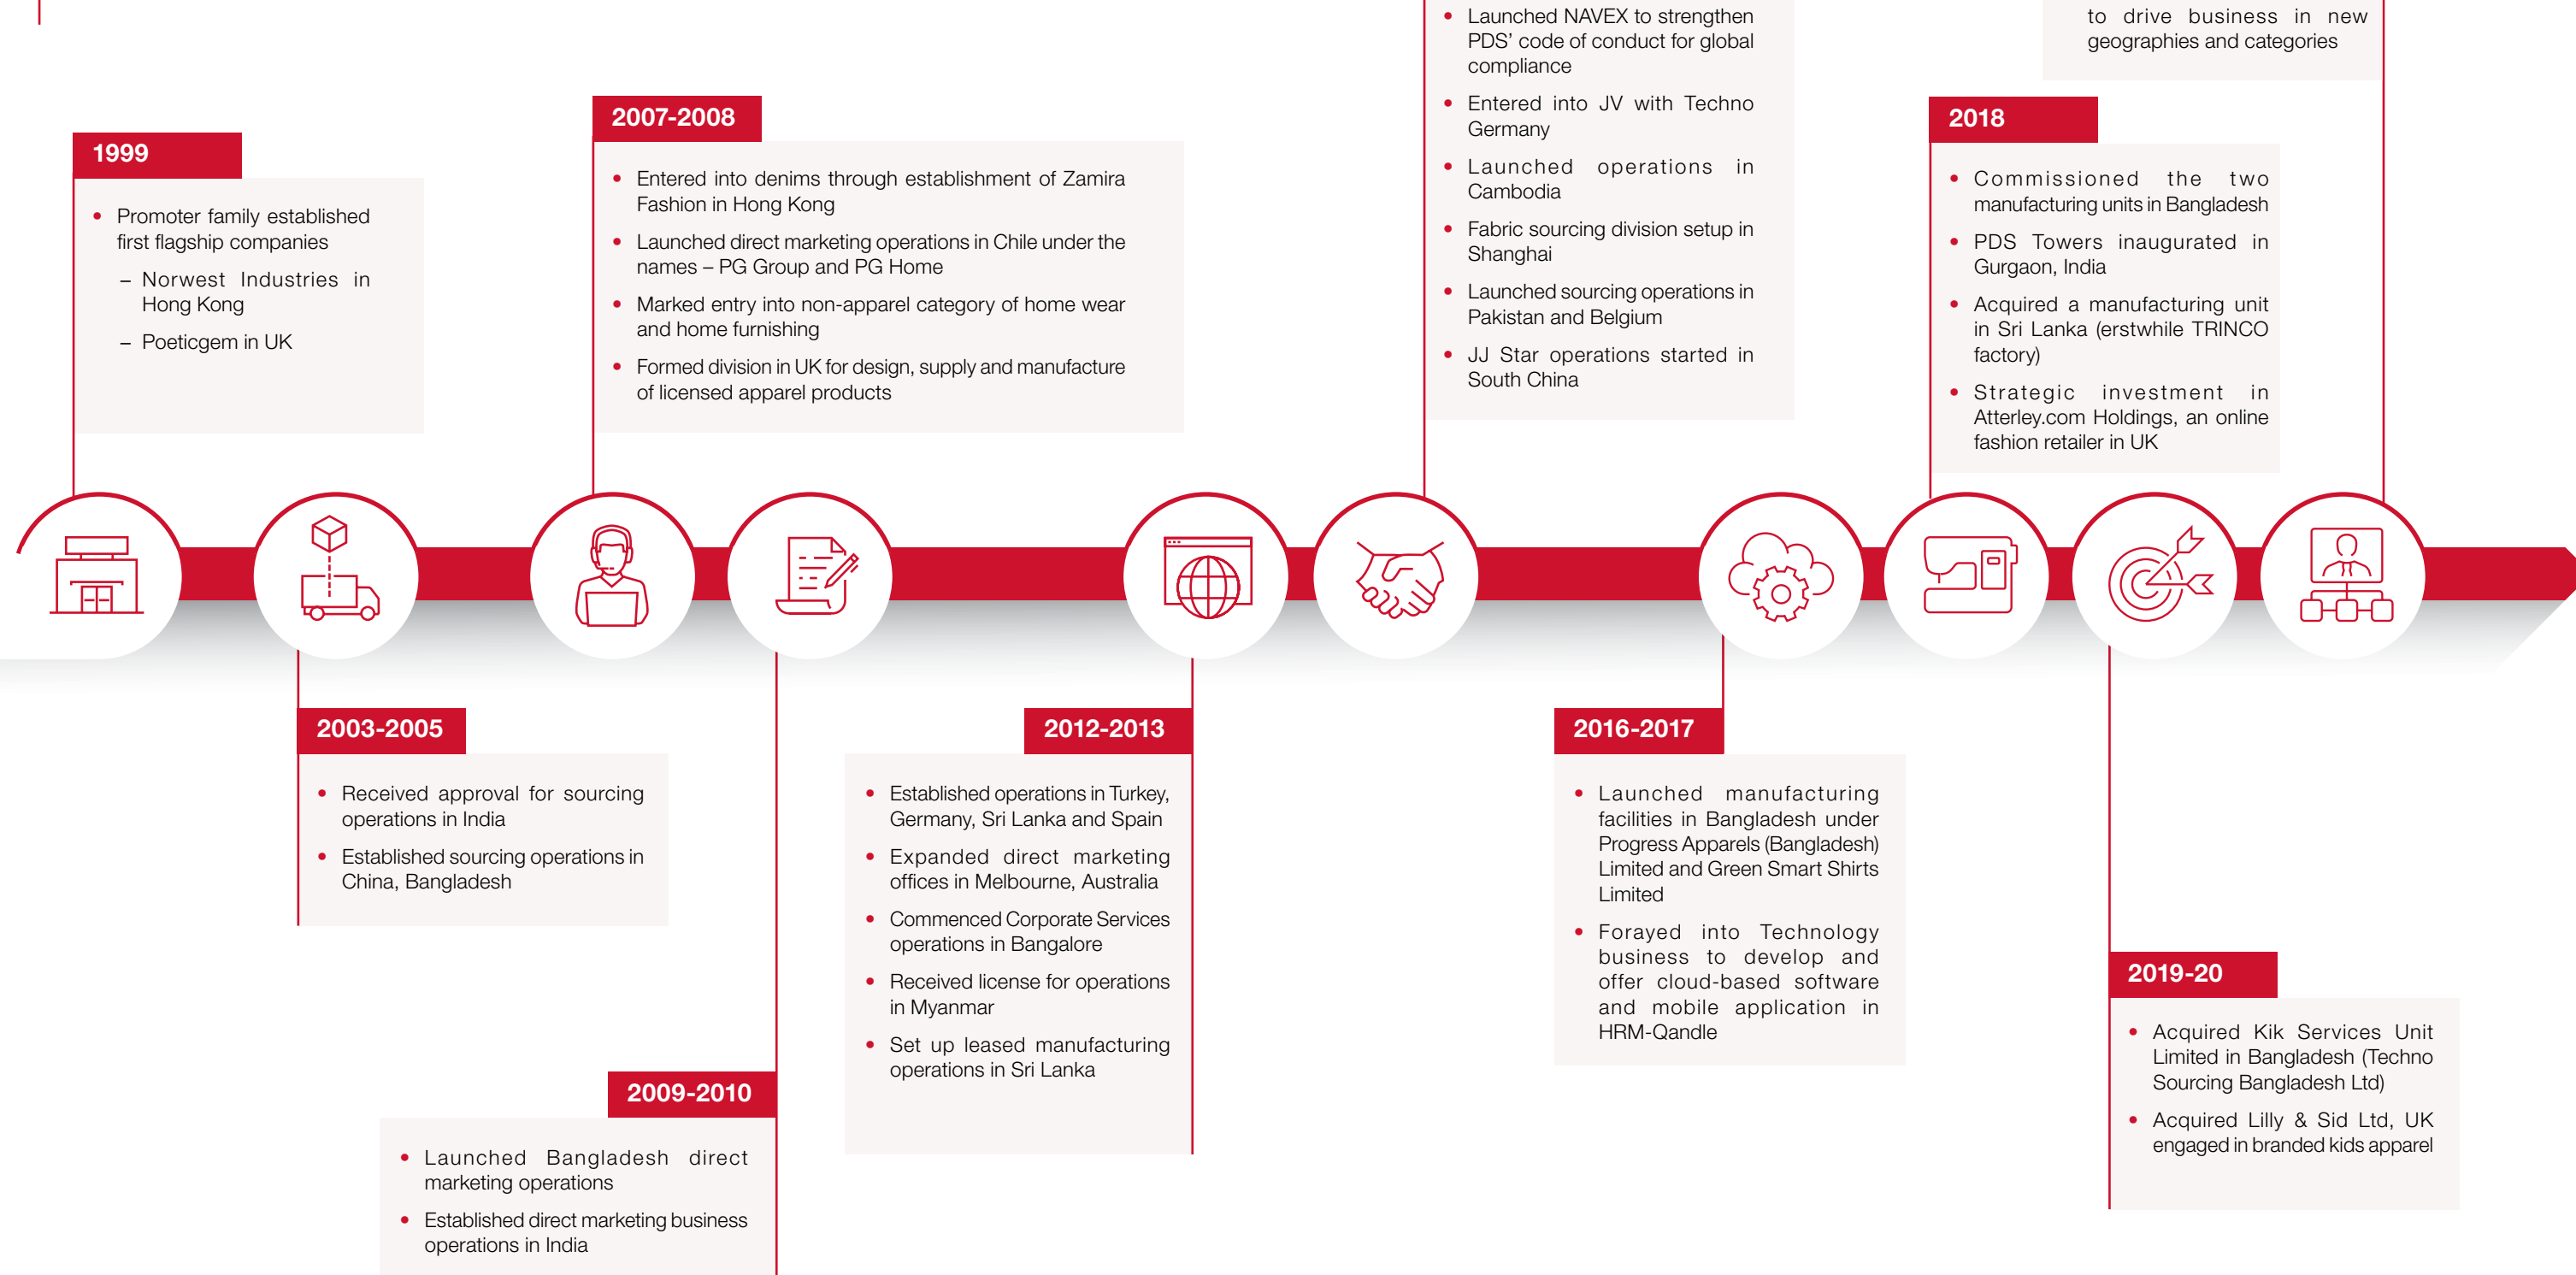 1999
• Promoter family established
first flagship companies
– Norwest Industries in
Hong Kong
– Poeticgem in UK
2003-2005
• Received approval for sourcing
operations in India
• Established sourcing operations in
China, Bangladesh
2007-2008
• Entered into denims through establishment of Zamira
Fashion in Hong Kong
• Launched direct marketing operations in Chile under the
names – PG Group and PG Home
• Marked entry into non-apparel category of home wear
and home furnishing
• Formed division in UK for design, supply and manufacture
of licensed apparel products
2009-2010
• Launched Bangladesh direct
marketing operations
• Established direct marketing business
operations in India
2012-2013
• Established operations in Turkey,
Germany, Sri Lanka and Spain
• Expanded direct marketing
offices in Melbourne, Australia
• Commenced Corporate Services
operations in Bangalore
• Received license for operations
in Myanmar
• Set up leased manufacturing
operations in Sri Lanka
• Launched NAVEX to strengthen
PDS’ code of conduct for global
compliance
• Entered into JV with Techno
Germany
• Launched operations in
Cambodia
• Fabric sourcing division setup in
Shanghai
• Launched sourcing operations in
Pakistan and Belgium
• JJ Star operations started in
South China
2016-2017
• Launched manufacturing
facilities in Bangladesh under
Progress Apparels (Bangladesh)
Limited and Green Smart Shirts
Limited
• Forayed into Technology
business to develop and
offer cloud-based software
and mobile application in
HRM-Qandle
2018
• Commissioned the two
manufacturing units in Bangladesh
• PDS Towers inaugurated in
Gurgaon, India
• Acquired a manufacturing unit
in Sri Lanka (erstwhile TRINCO
factory)
• Strategic investment in
Atterley.com Holdings, an online
fashion retailer in UK
2019-20
• Acquired Kik Services Unit
Limited in Bangladesh (Techno
Sourcing Bangladesh Ltd)
• Acquired Lilly & Sid Ltd, UK
engaged in branded kids apparel
to drive business in new
geographies and categories